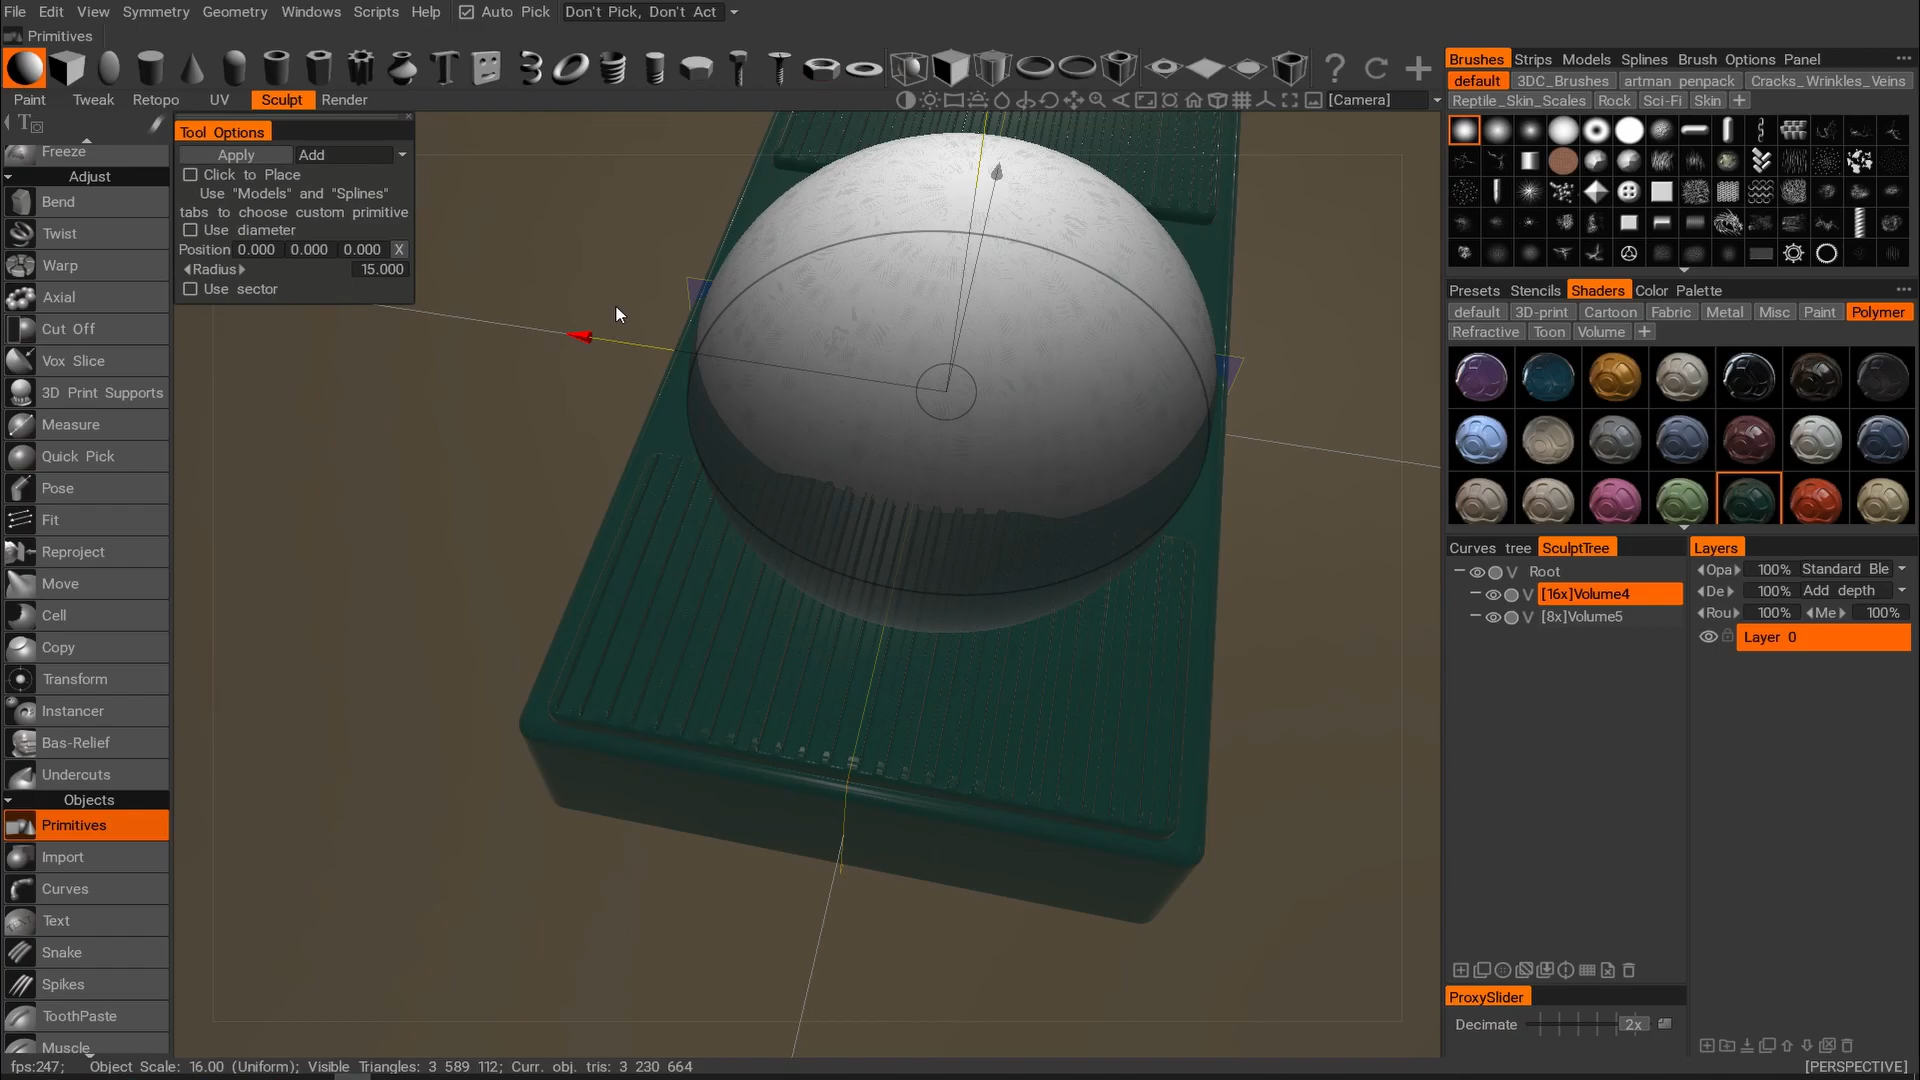 File Edit View Symmetry Geometry Windows Scripts Help Auto Pick Don't Pick, Don't Act
Primitives
Paint Tweak Retopo UV Sculpt Render
[Camera]
Freeze
Adjust
Bend
Twist
Warp
Axial
Cut Off
Vox Slice
3D Print Supports
Measure
Quick Pick
Pose
Fit
Reproject
Move
Cell
Copy
Transform
Instancer
Bas-Relief
Undercuts
Objects
Primitives
Import
Curves
Text
Snake
Spikes
ToothPaste
Muscle
Tool Options
Apply Add
Click to Place
Use "Models" and "Splines"
tabs to choose custom primitive
Use diameter
Position 0.000 0.000 0.000 X
Radius 15.000
Use sector
Brushes Strips Models Splines Brush Options Panel
default 3DC_Brushes artman penpack Cracks_Wrinkles_Veins
Reptile_Skin_Scales Rock Sci-Fi Skin
Presets Stencils Shaders Color Palette
default 3D-print Cartoon Fabric Metal Misc Paint Polymer
Refractive Toon Volume
Curves tree SculptTree
V Root
V [16x]Volume4
V [8x]Volume5
Layers
Opa 100% Standard Ble
De 100% Add depth
Rou 100% Me 100%
Layer 0
ProxySlider
Decimate 2x
fps:247; Object Scale: 16.00 (Uniform); Visible Triangles: 3 589 112; Curr. obj. tris: 3 230 664
[PERSPECTIVE]